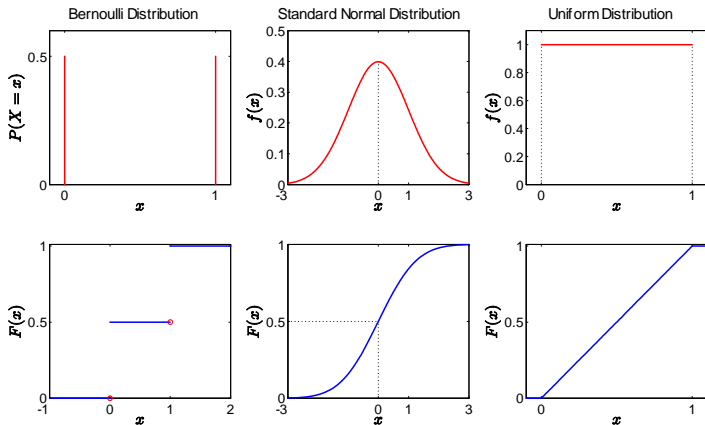 Bernoulli Distribution
Standard Normal Distribution
Uniform Distribution
P(X = x)
0.5
0
0 1
x
f(x)
0.5
0.4
0.3
0.2
0.1
0
-3 0 1 3
x
f(x)
1
0.8
0.6
0.4
0.2
0
0 1
x
F(x)
1
0.5
0
-1 0 1 2
x
F(x)
1
0.5
0
-3 0 1 3
x
F(x)
1
0.5
0
0 1
x